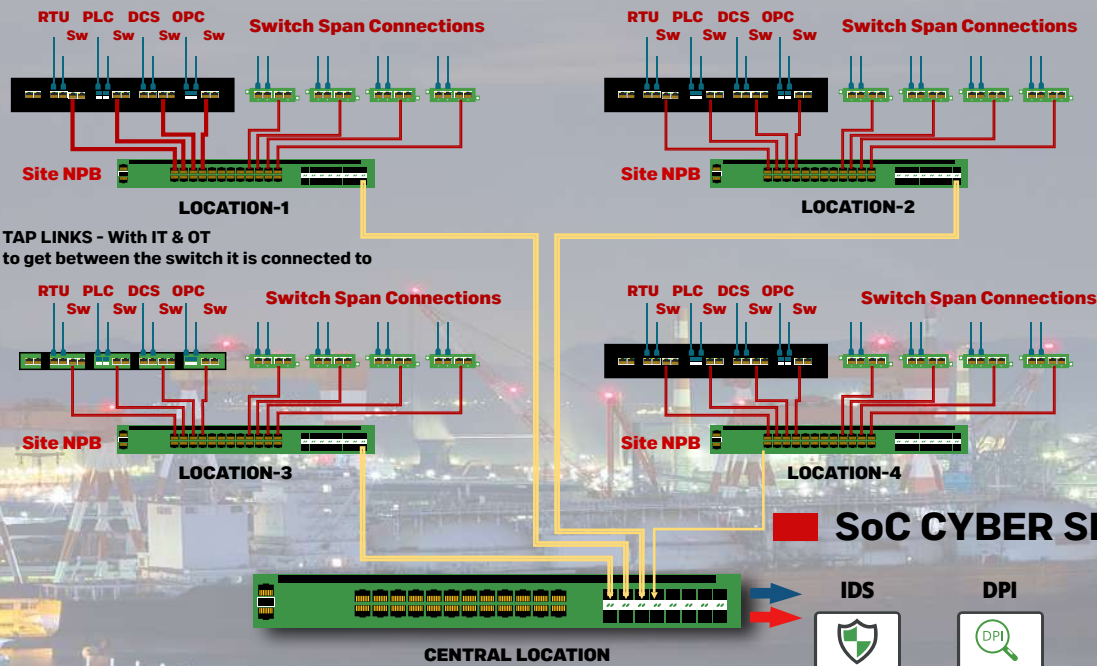 RTU PLC DCS OPC
Sw Sw Sw Sw
Switch Span Connections
Site NPB
LOCATION-1
RTU PLC DCS OPC
Sw Sw Sw Sw
Switch Span Connections
Site NPB
LOCATION-2
TAP LINKS - With IT & OT
to get between the switch it is connected to
RTU PLC DCS OPC
Sw Sw Sw Sw
Switch Span Connections
Site NPB
LOCATION-3
RTU PLC DCS OPC
Sw Sw Sw Sw
Switch Span Connections
Site NPB
LOCATION-4
SoC CYBER
IDS
DPI
DPI
CENTRAL LOCATION